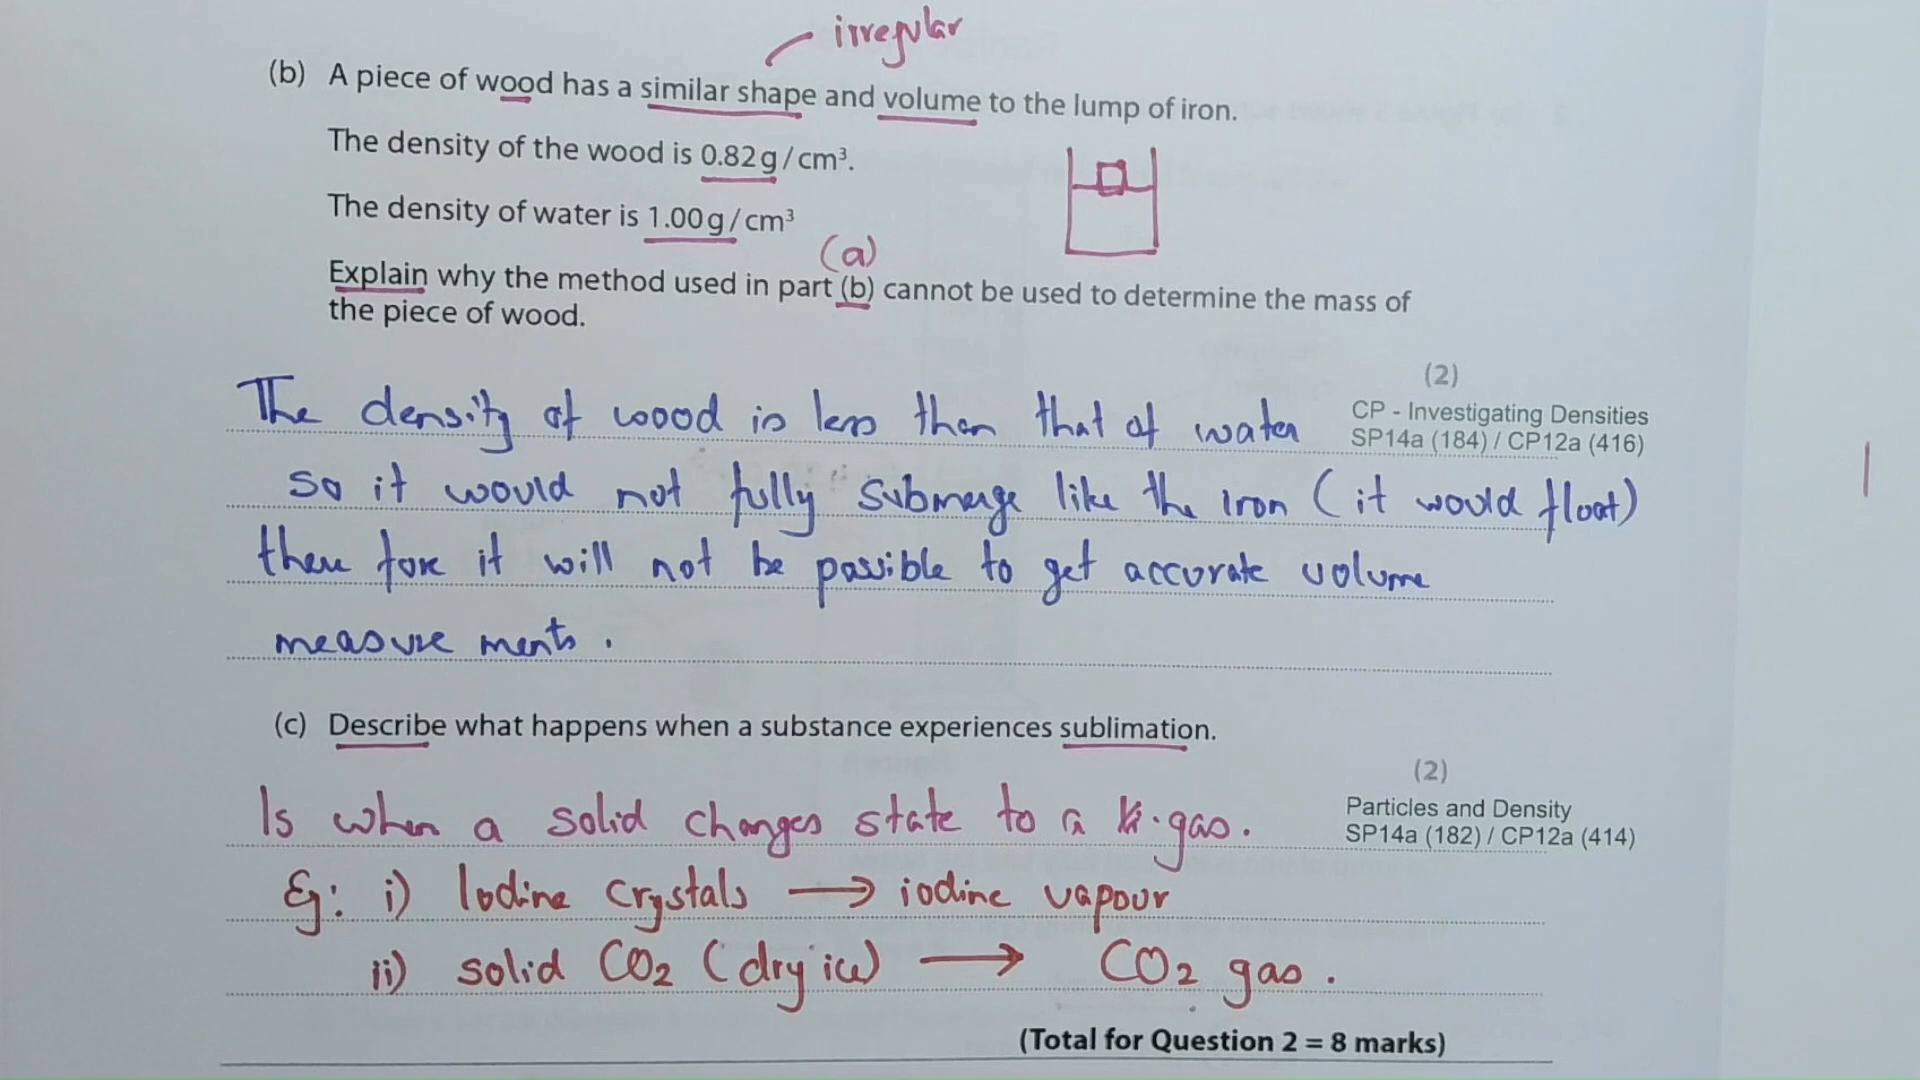 irregular
(b) A piece of wood has a similar shape and volume to the lump of iron.
The density of the wood is 0.82 g/cm³.
The density of water is 1.00 g/cm³
(a)
Explain why the method used in part (b) cannot be used to determine the mass of
the piece of wood.
(2)
CP - Investigating Densities
SP14a (184) / CP12a (416)
The density of wood is less than that of water
so it would not fully submerge like the iron (it would float)
there fore it will not be possible to get accurate volume
measure ments.
(c) Describe what happens when a substance experiences sublimation.
(2)
Particles and Density
SP14a (182) / CP12a (414)
Is when a solid changes state to a gas.
Eg: i) Iodine crystals → iodine vapour
ii) solid CO₂ (dry ice) → CO₂ gas.
(Total for Question 2 = 8 marks)